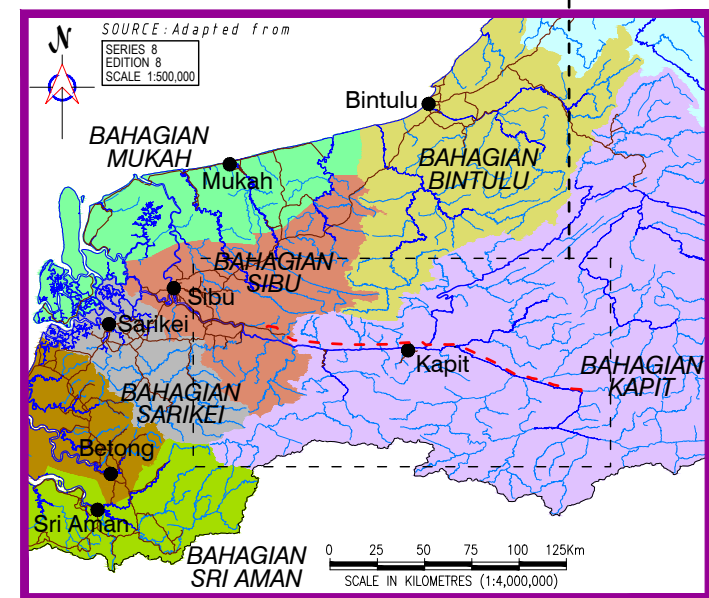 N
SOURCE:Adapted from
SERIES 8
EDITION 8
SCALE 1:500,000
Bintulu
BAHAGIAN
MUKAH
Mukah
BAHAGIAN
BINTULU
BAHAGIAN
SIBU
Sibu
Sarikei
Kapit
BAHAGIAN
KAPIT
BAHAGIAN
SARIKEI
Betong
Sri Aman
BAHAGIAN
SRI AMAN
0 25 50 75 100 125Km
SCALE IN KILOMETRES (1:4,000,000)